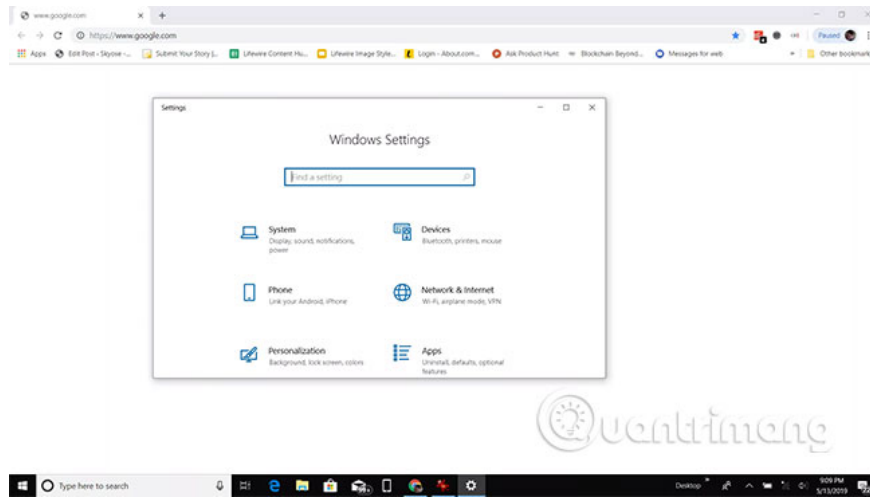 www.google.com
https://www.google.com
Paused
Apps
Edit Post ‹ Skyose —...
Submit Your Story |...
Lifewire Content Hu...
Lifewire Image Style...
Login - About.com...
Ask Product Hunt
Blockchain Beyond...
Messages for web
Other bookmark
Settings
Windows Settings
Find a setting
System
Display, sound, notifications,
power
Devices
Bluetooth, printers, mouse
Phone
Link your Android, iPhone
Network & Internet
Wi-Fi, airplane mode, VPN
Personalization
Background, lock screen, colors
Apps
Uninstall, defaults, optional
features
Quantrimang
Type here to search
99+
Desktop
9:09 PM
5/13/2019
22